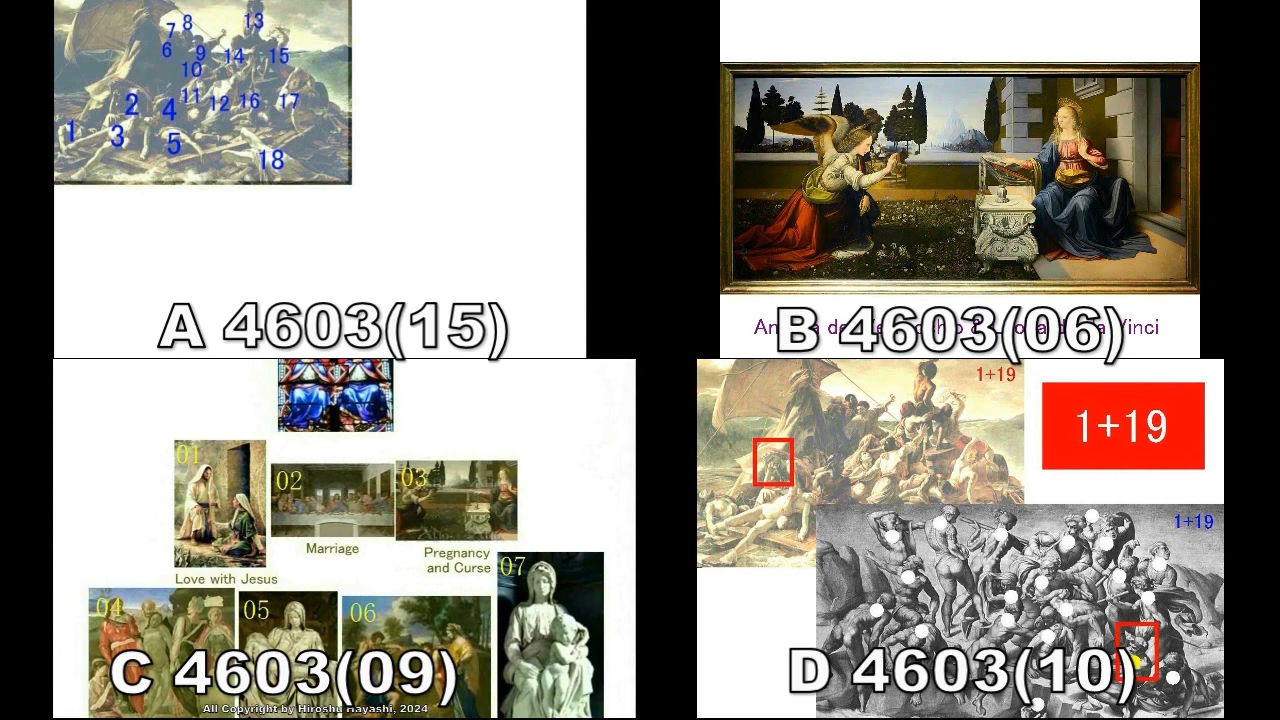 8 13
7
6 9 14 15
10
2 4 11 12 16 17
1 3 5
18
A 4603(15)
B 4603(06)
Vinci
01
02
03
Marriage
Pregnancy
and Curse
Love with Jesus
04
05
06
07
C 4603(09)
All Copyright by Hiroshi Hayashi, 2024
1+19
1+19
1+19
D 4603(10)